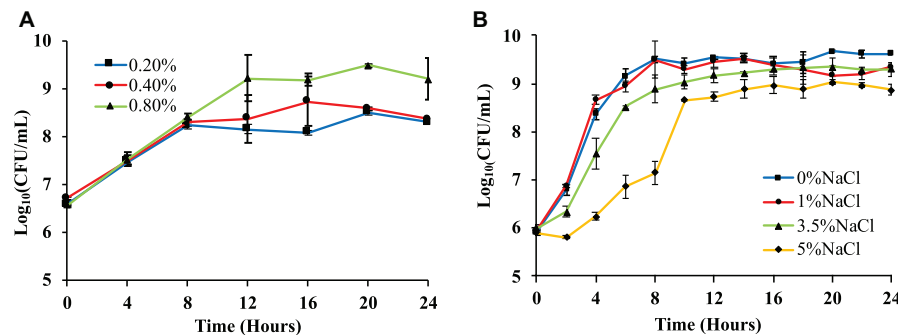 A
Log₁₀(CFU/mL)
10
9
8
7
6
5
0.20%
0.40%
0.80%
0 4 8 12 16 20 24
Time (Hours)
B
Log₁₀(CFU/mL)
10
9
8
7
6
5
0%NaCl
1%NaCl
3.5%NaCl
5%NaCl
0 4 8 12 16 20 24
Time (Hours)